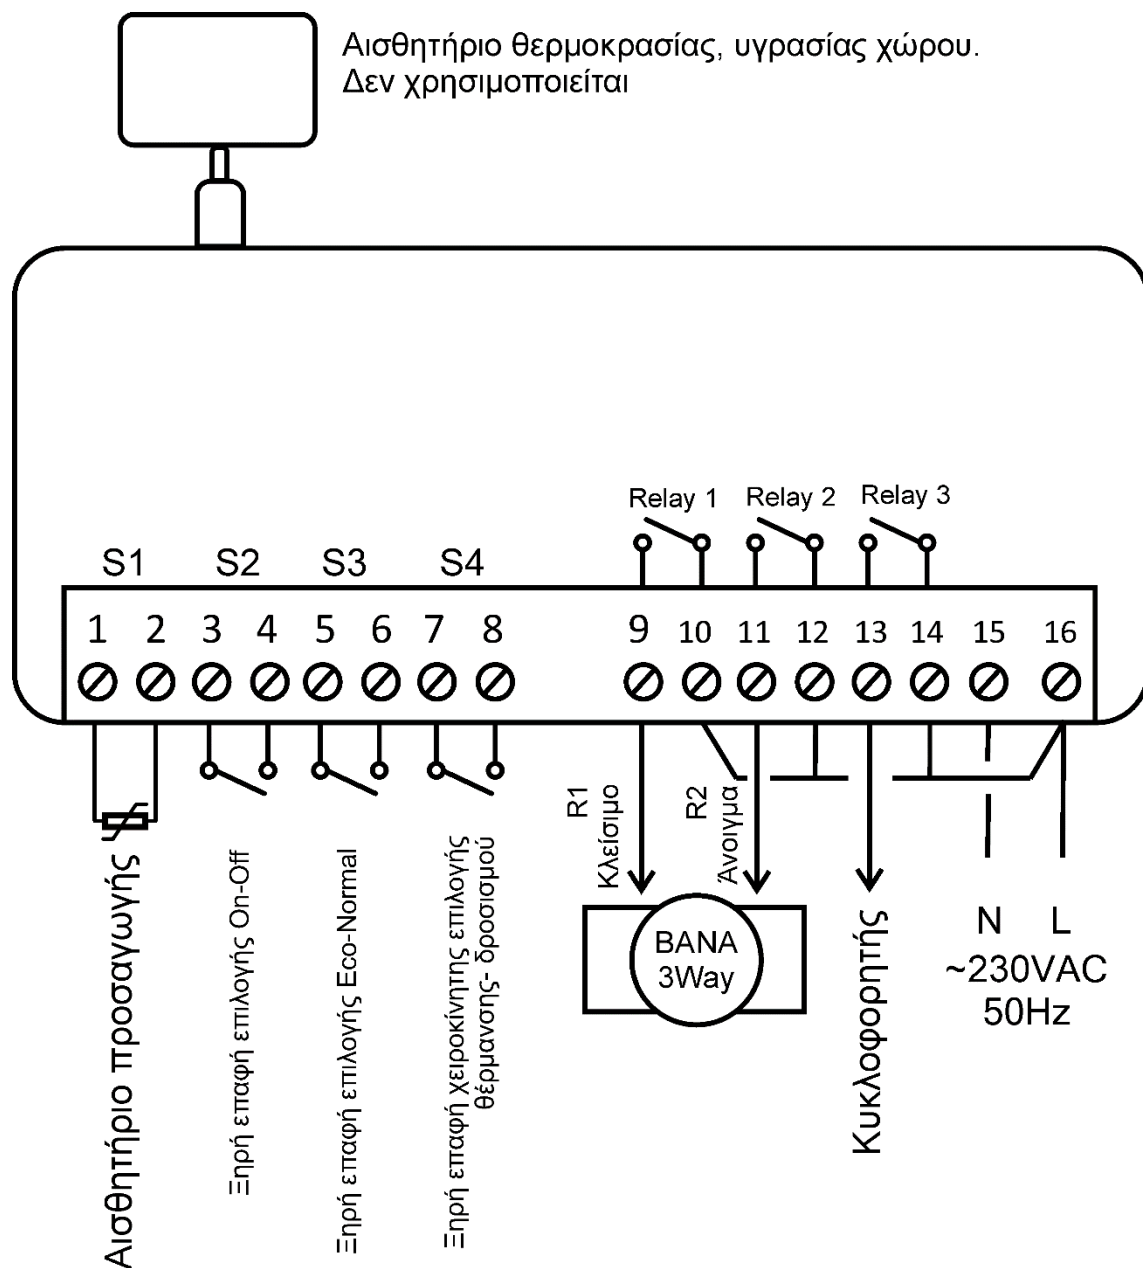 Αισθητήριο θερμοκρασίας, υγρασίας χώρου.
Δεν χρησιμοποιείται
Relay 1 Relay 2 Relay 3
S1 S2 S3 S4
1 2 3 4 5 6 7 8 9 10 11 12 13 14 15 16
Αισθητήριο προσαγωγής
Ξηρή επαφή επιλογής On-Off
Ξηρή επαφή επιλογής Eco-Normal
Ξηρή επαφή χειροκίνητης επιλογής
θέρμανσης- δροσισμού
R1
Κλείσιμο
R2
Άνοιγμα
BANA
3Way
Κυκλοφορητής
N L
~230VAC
50Hz